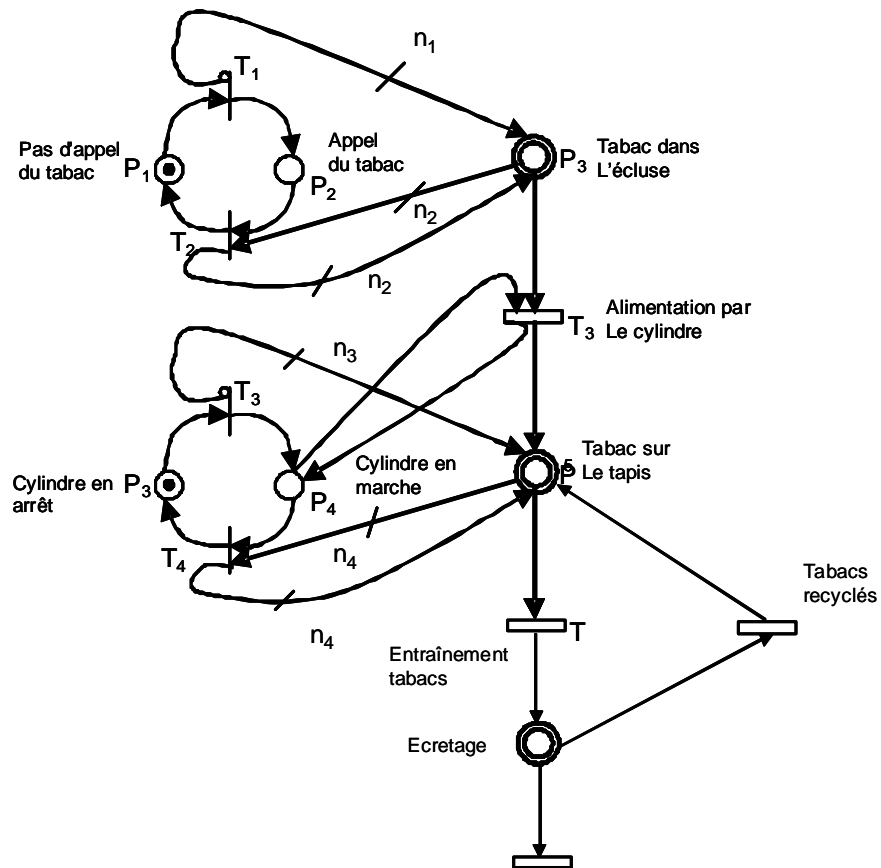 n1
T1
Pas d'appel
du tabac
P1
Appel
du tabac
P2
P3
Tabac dans
L'écluse
n2
T2
n2
T3
Alimentation par
Le cylindre
n3
T3
Cylindre en
arrêt
P3
P4
Cylindre en
marche
P5
Tabac sur
Le tapis
T4
n4
n4
Tabacs
recyclés
T
Entraînement
tabacs
Ecretage